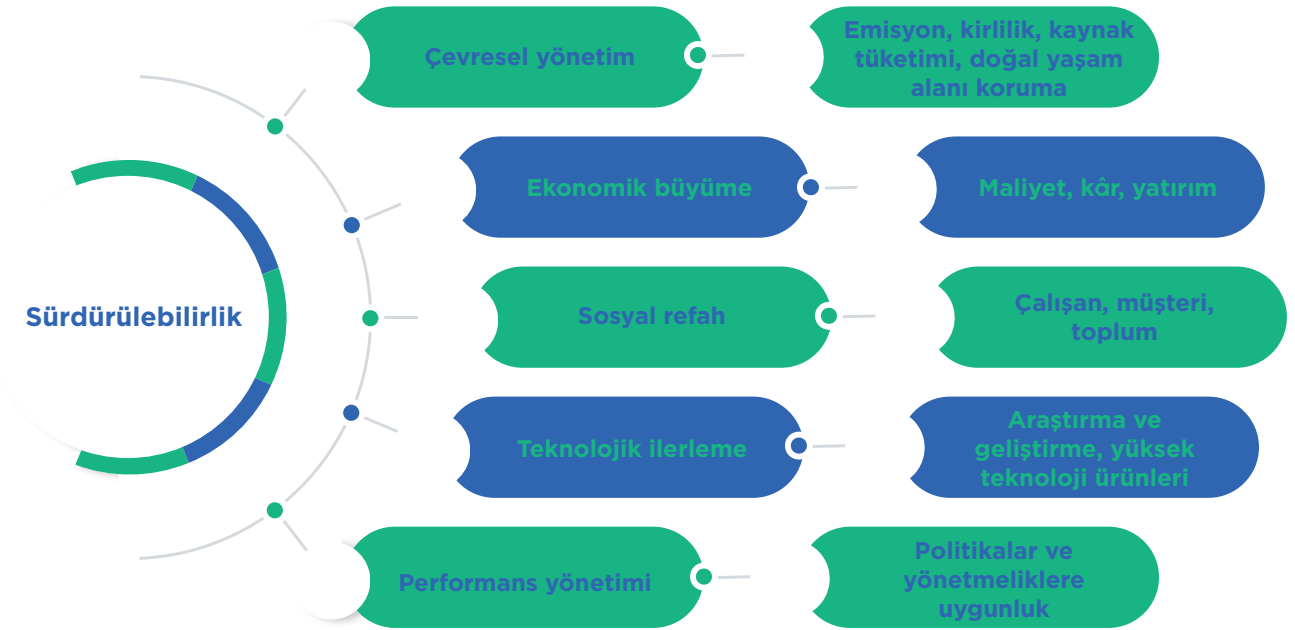 Sürdürülebilirlik
Çevresel yönetim
Emisyon, kirlilik, kaynak
tüketimi, doğal yaşam
alanı koruma
Ekonomik büyüme
Maliyet, kâr, yatırım
Sosyal refah
Çalışan, müşteri,
toplum
Teknolojik ilerleme
Araştırma ve
geliştirme, yüksek
teknoloji ürünleri
Performans yönetimi
Politikalar ve
yönetmeliklere
uygunluk